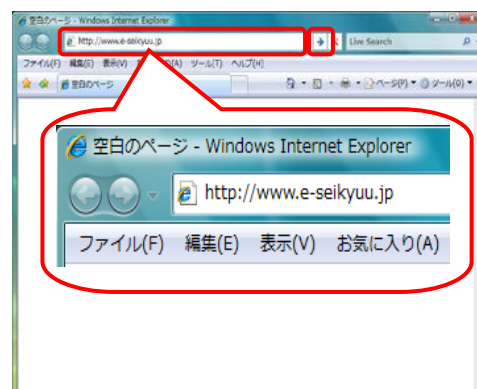 空白のページ - Windows Internet Explorer
http://www.e-seikyuu.jp
Live Search
ファイル(F) 編集(E) 表示(V) (A) ツール(T) ヘルプ(H)
空白のページ
ページ(P) ツール(O)
空白のページ - Windows Internet Explorer
http://www.e-seikyuu.jp
ファイル(F) 編集(E) 表示(V) お気に入り(A)